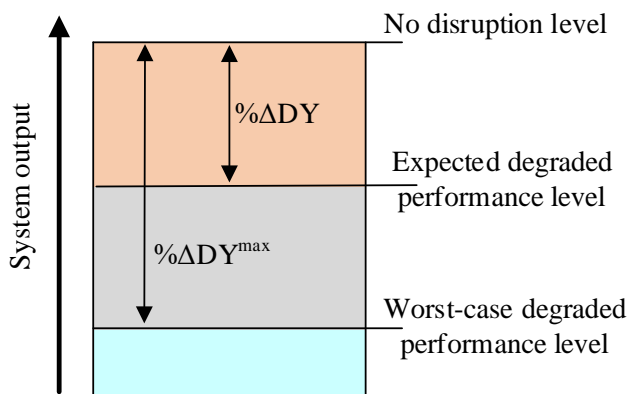 No disruption level
%ΔDY
Expected degraded
performance level
%ΔDYmax
Worst-case degraded
performance level
System output